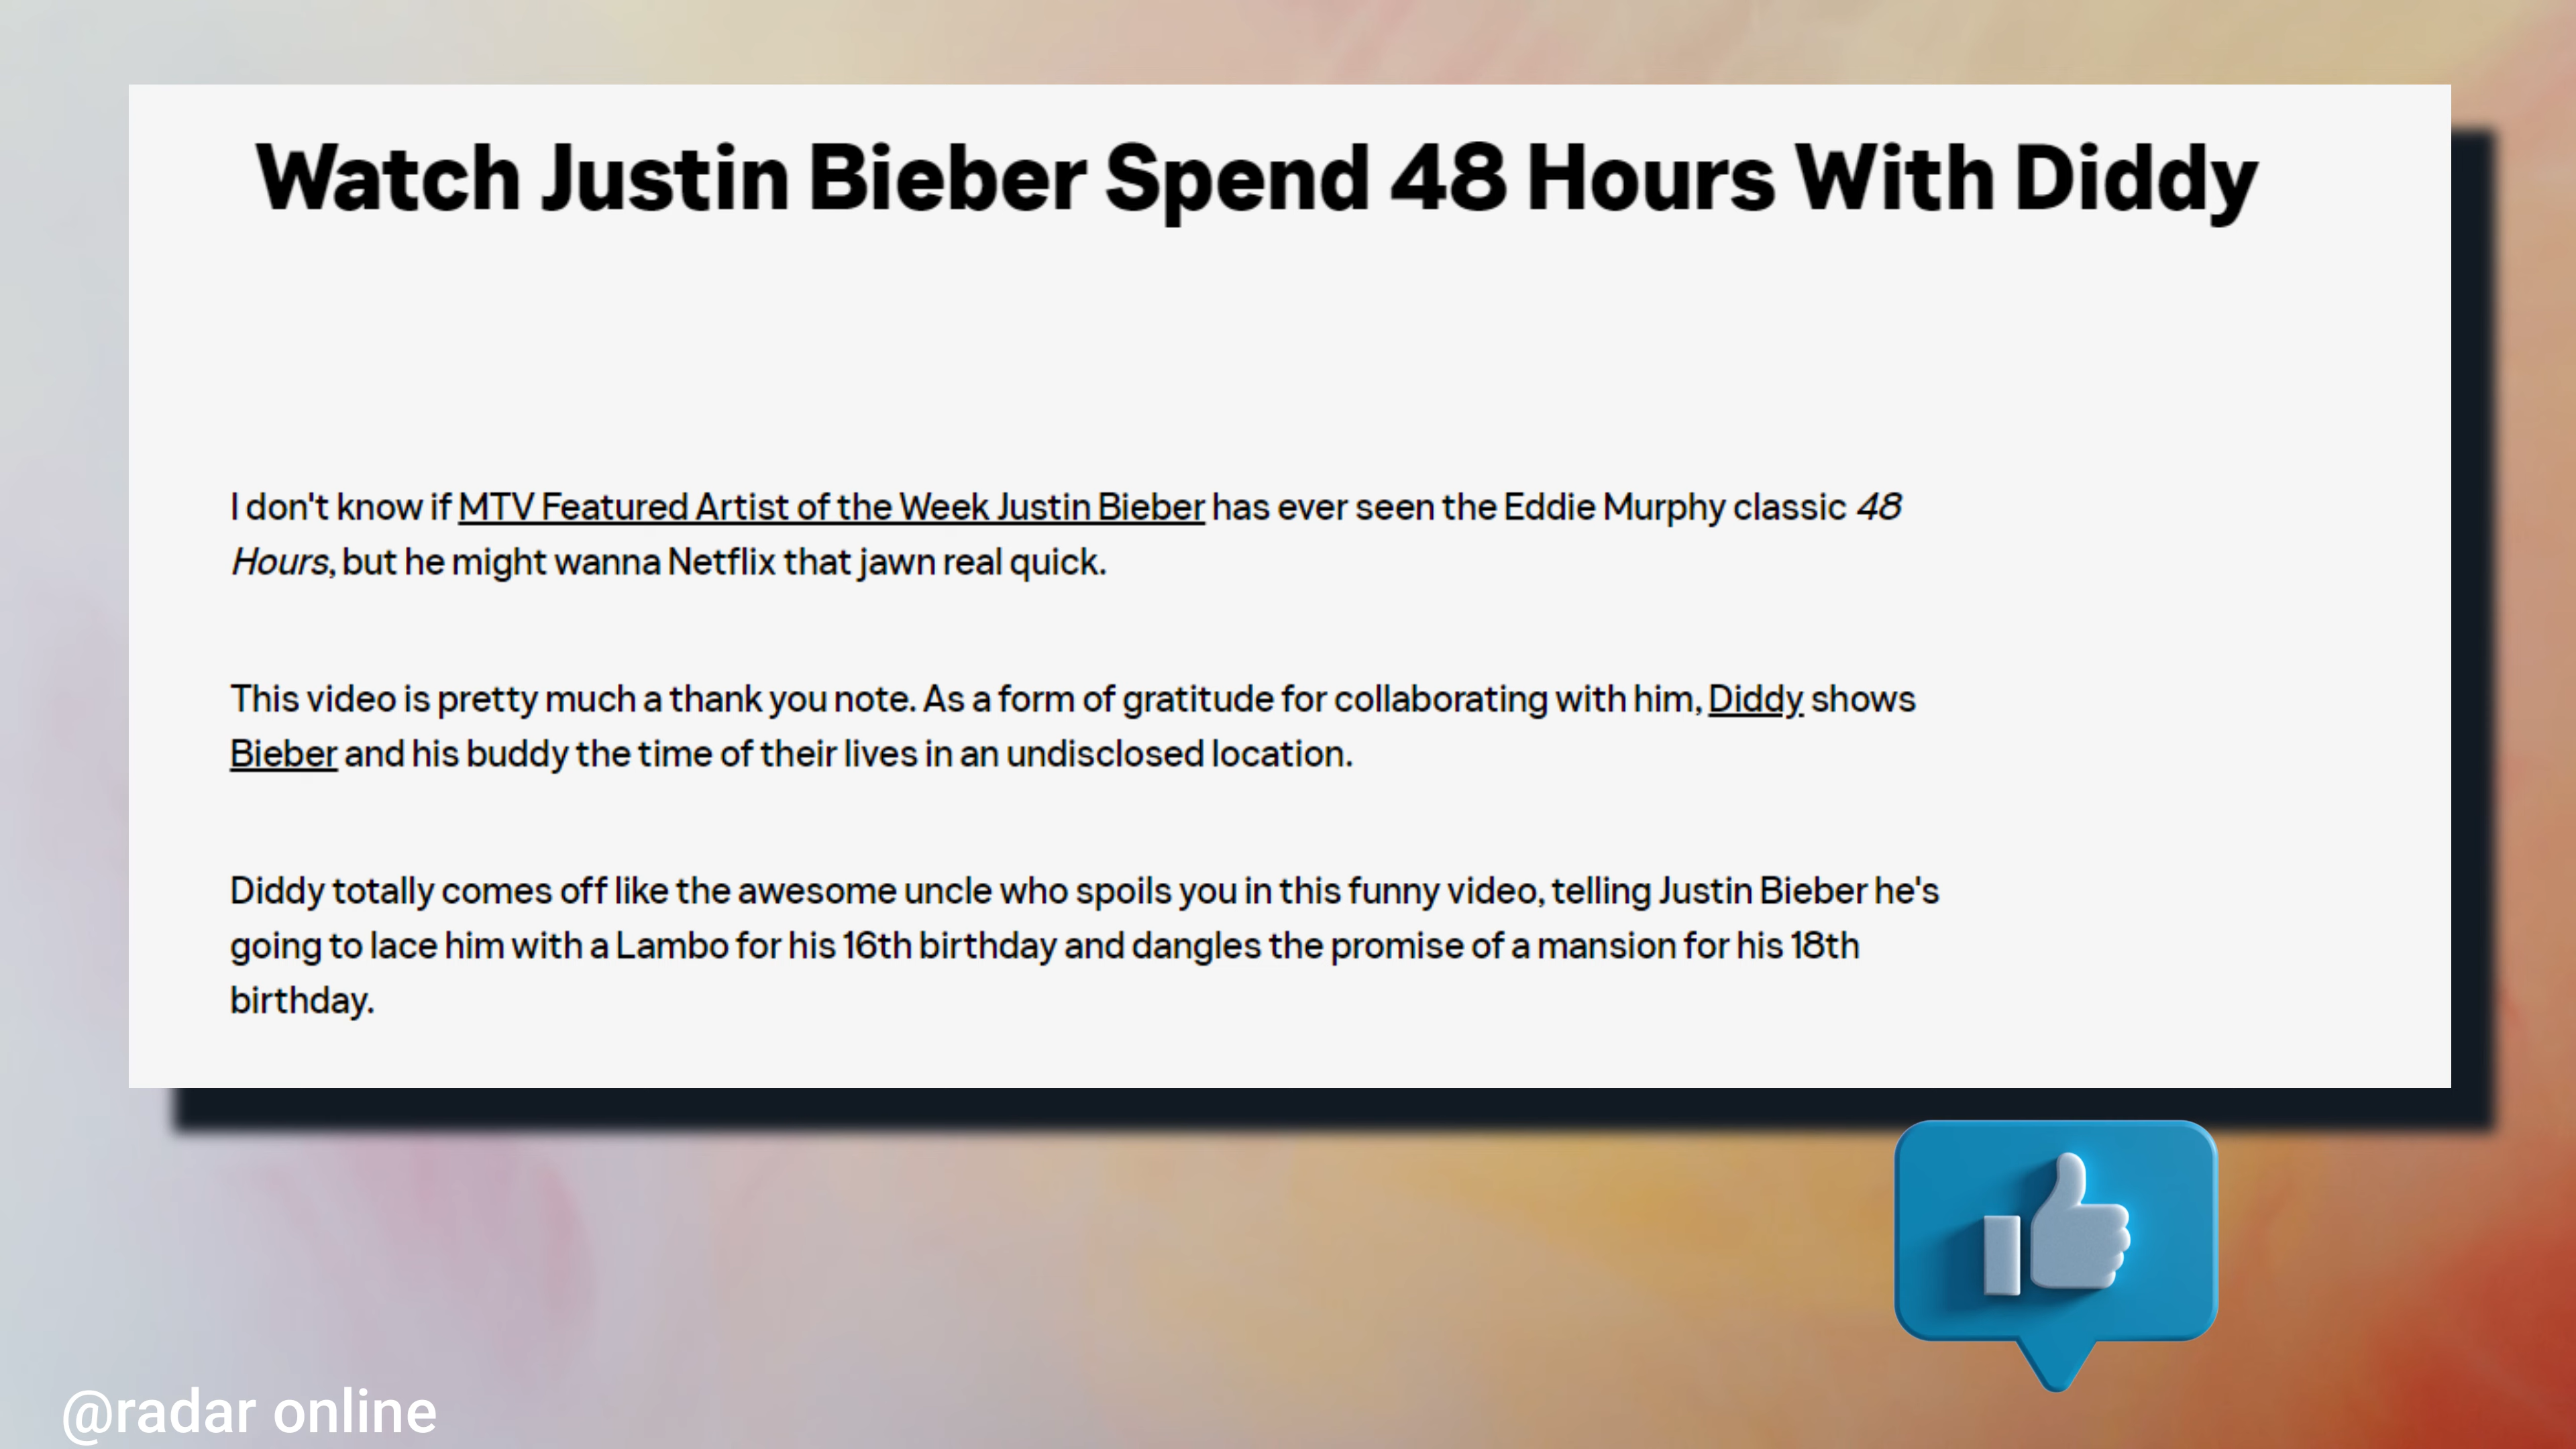 Watch Justin Bieber Spend 48 Hours With Diddy
I don't know if MTV Featured Artist of the Week Justin Bieber has ever seen the Eddie Murphy classic 48
Hours, but he might wanna Netflix that jawn real quick.
This video is pretty much a thank you note. As a form of gratitude for collaborating with him, Diddy shows
Bieber and his buddy the time of their lives in an undisclosed location.
Diddy totally comes off like the awesome uncle who spoils you in this funny video, telling Justin Bieber he's
going to lace him with a Lambo for his 16th birthday and dangles the promise of a mansion for his 18th
birthday.
@radar online